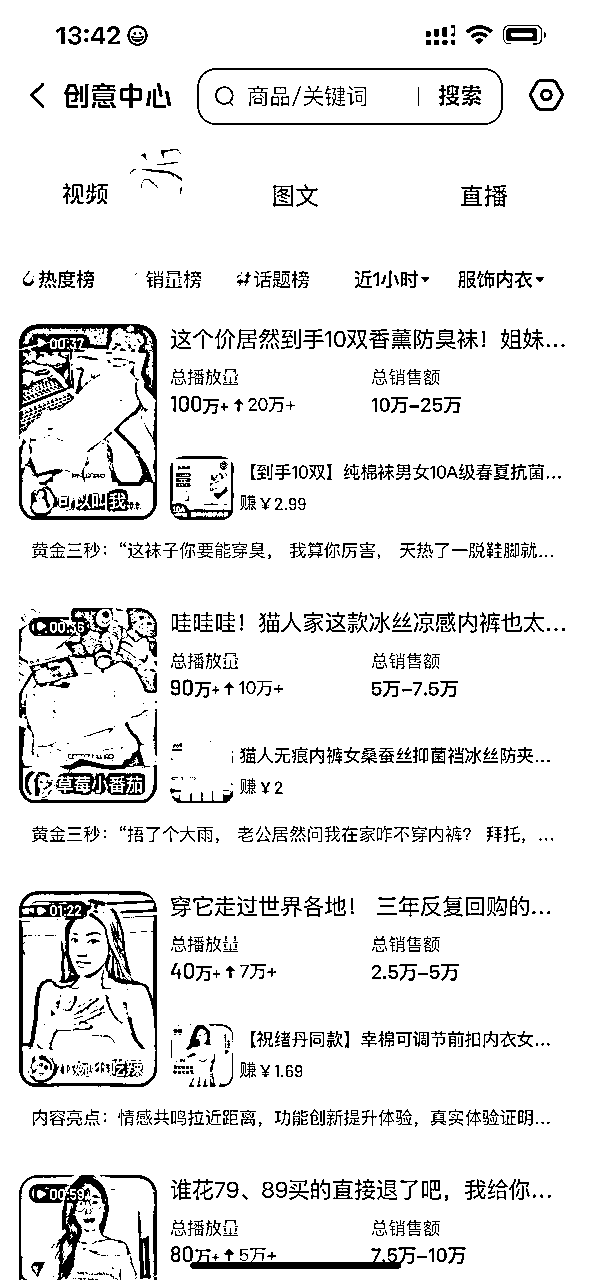 13:42
创意中心 商品/关键词 搜索
视频 图文 直播
热度榜 销量榜 #话题榜 近1小时 服饰内衣
00:37
这个价居然到手10双香薰防臭袜！姐妹...
总播放量 总销售额
100万+ ↑20万+ 10万-25万
可以叫我...
【到手10双】纯棉袜男女10A级春夏抗菌...
赚￥2.99
黄金三秒：“这袜子你要能穿臭， 我算你厉害， 天热了一脱鞋脚就...
00:36
哇哇哇！猫人家这款冰丝凉感内裤也太...
总播放量 总销售额
90万+ ↑10万+ 5万-7.5万
草莓小番茄
猫人无痕内裤女桑蚕丝抑菌裆冰丝防夹...
赚￥2
黄金三秒：“捂了个大雨， 老公居然问我在家咋不穿内裤？ 拜托， ...
01:22
穿它走过世界各地！ 三年反复回购的...
总播放量 总销售额
40万+ ↑7万+ 2.5万-5万
吃辣
【祝绪丹同款】幸棉可调节前扣内衣女...
赚￥1.69
内容亮点：情感共鸣拉近距离，功能创新提升体验，真实体验证明...
00:59
谁花79、89买的直接退了吧，我给你...
总播放量 总销售额
80万+ ↑5万+ 7.5万-10万